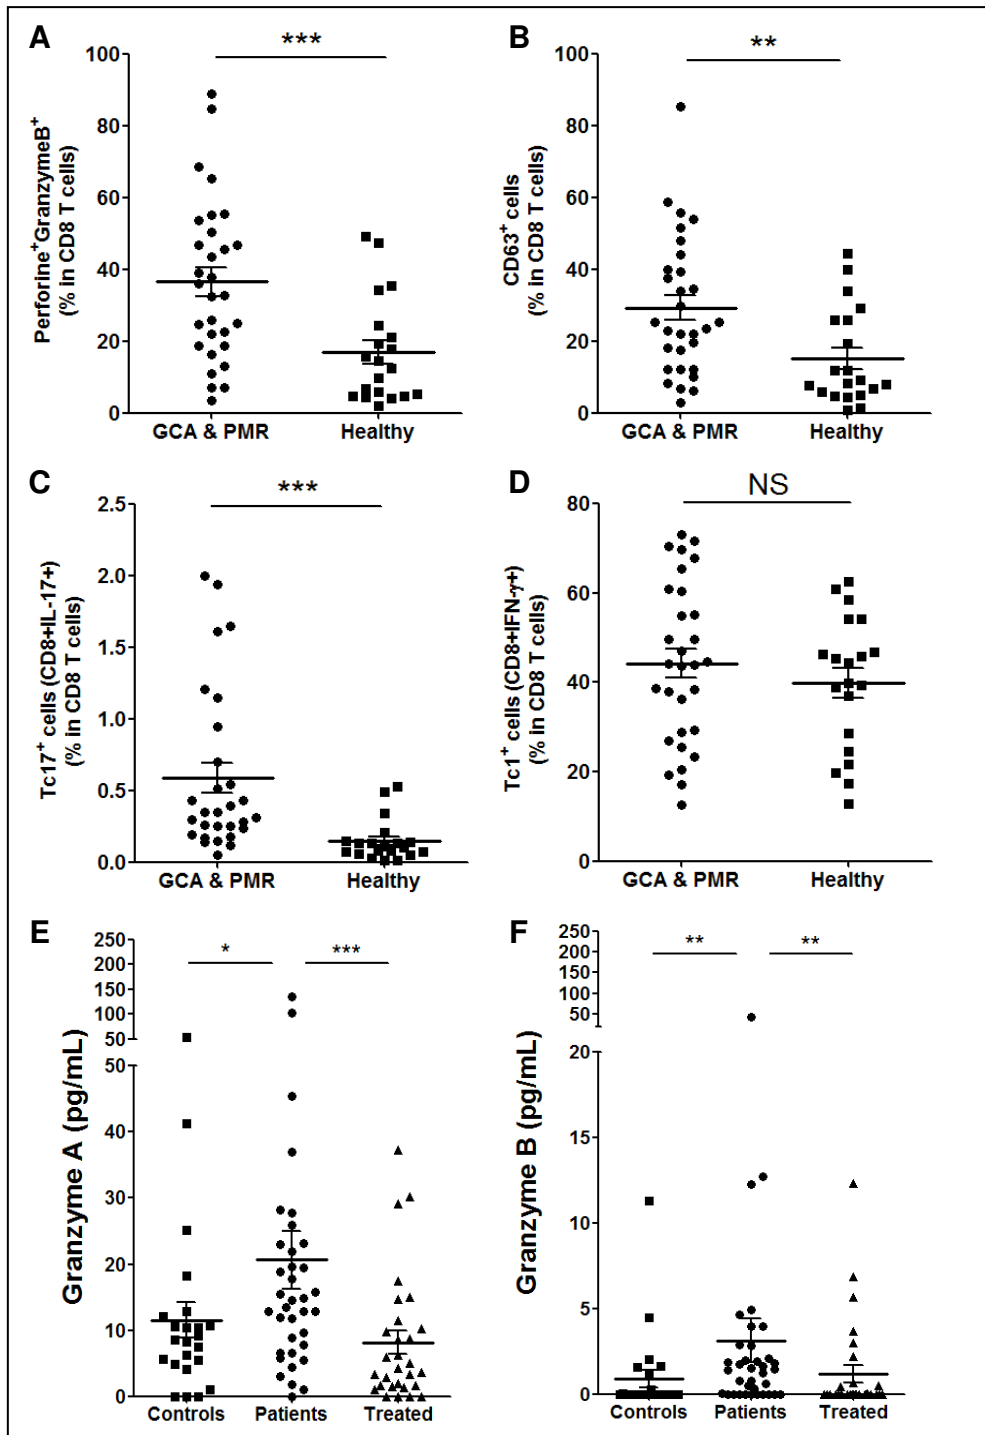 A
***
100
80
60
40
20
0
Perforine+GranzymeB+
(% in CD8 T cells)
GCA & PMR
Healthy
B
**
100
80
60
40
20
0
CD63+ cells
(% in CD8 T cells)
GCA & PMR
Healthy
C
***
2.5
2.0
1.5
1.0
0.5
0.0
Tc17+ cells (CD8+IL-17+)
(% in CD8 T cells)
GCA & PMR
Healthy
D
NS
80
60
40
20
0
Tc1+ cells (CD8+IFN-γ+)
(% in CD8 T cells)
GCA & PMR
Healthy
E
*
***
250
200
150
100
50
50
40
30
20
10
0
Granzyme A (pg/mL)
Controls
Patients
Treated
F
**
**
250
200
150
100
50
20
15
10
5
0
Granzyme B (pg/mL)
Controls
Patients
Treated